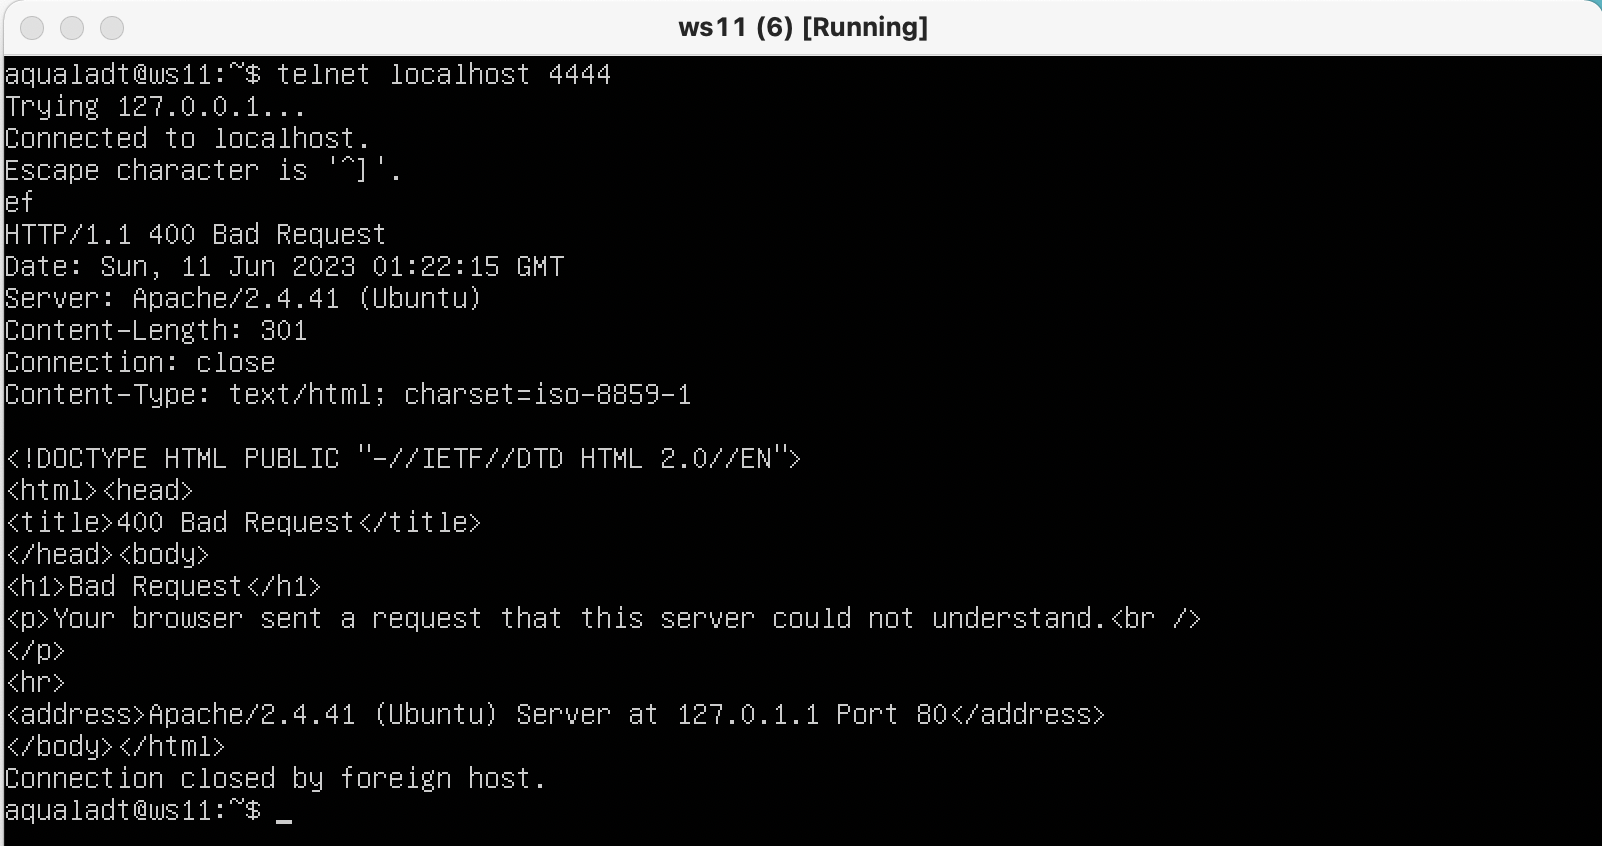 ws11 (6) [Running]
aqualadt@ws11:~$ telnet localhost 4444
Trying 127.0.0.1...
Connected to localhost.
Escape character is '^]'.
ef
HTTP/1.1 400 Bad Request
Date: Sun, 11 Jun 2023 01:22:15 GMT
Server: Apache/2.4.41 (Ubuntu)
Content-Length: 301
Connection: close
Content-Type: text/html; charset=iso-8859-1

<!DOCTYPE HTML PUBLIC "-//IETF//DTD HTML 2.0//EN">
<html><head>
<title>400 Bad Request</title>
</head><body>
<h1>Bad Request</h1>
<p>Your browser sent a request that this server could not understand.<br />
</p>
<hr>
<address>Apache/2.4.41 (Ubuntu) Server at 127.0.1.1 Port 80</address>
</body></html>
Connection closed by foreign host.
aqualadt@ws11:~$ _